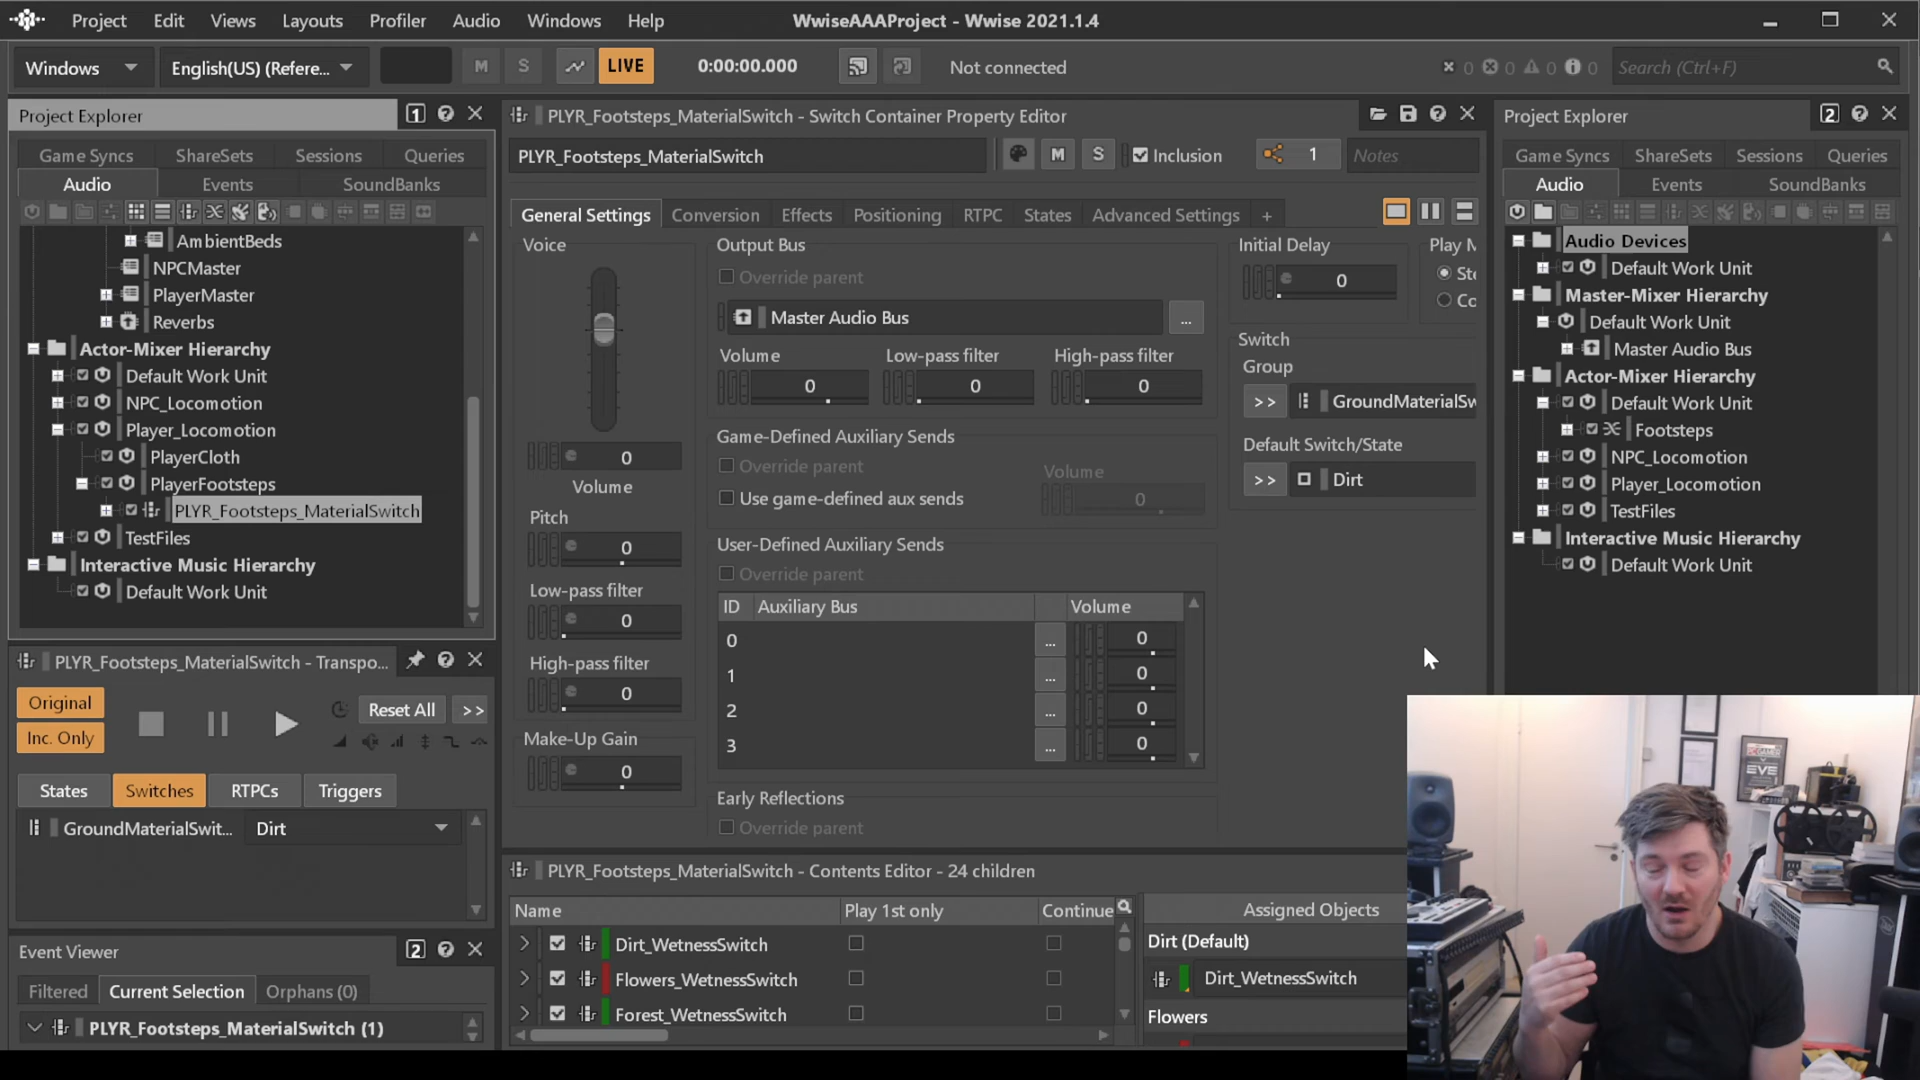 Project Edit Views Layouts Profiler Audio Windows Help
WwiseAAAProject - Wwise 2021.1.4
Windows English(US) (Refere... M S LIVE 0:00:00.000 Not connected 0 0 0 0 Search (Ctrl+F)
Project Explorer 1
Game Syncs ShareSets Sessions Queries
Audio Events SoundBanks
AmbientBeds
NPCMaster
PlayerMaster
Reverbs
Actor-Mixer Hierarchy
Default Work Unit
NPC_Locomotion
Player_Locomotion
PlayerCloth
PlayerFootsteps
PLYR_Footsteps_MaterialSwitch
TestFiles
Interactive Music Hierarchy
Default Work Unit
PLYR_Footsteps_MaterialSwitch - Transpo...
Original
Inc. Only
Reset All >>
States Switches RTPCs Triggers
GroundMaterialSwit... Dirt
Event Viewer 2
Filtered Current Selection Orphans (0)
PLYR_Footsteps_MaterialSwitch (1)
PLYR_Footsteps_MaterialSwitch - Switch Container Property Editor
PLYR_Footsteps_MaterialSwitch M S Inclusion 1 Notes
General Settings Conversion Effects Positioning RTPC States Advanced Settings +
Voice
0
Volume
Pitch
0
Low-pass filter
0
High-pass filter
0
Make-Up Gain
0
Output Bus
Override parent
Master Audio Bus ...
Volume Low-pass filter High-pass filter
0 0 0
Game-Defined Auxiliary Sends
Override parent
Volume
Use game-defined aux sends 0
User-Defined Auxiliary Sends
Override parent
ID Auxiliary Bus Volume
0 ... 0
1 ... 0
2 ... 0
3 ... 0
Early Reflections
Override parent
Initial Delay
0
Play M
Ste
Co
Switch
Group
>> GroundMaterialSw
Default Switch/State
>> Dirt
PLYR_Footsteps_MaterialSwitch - Contents Editor - 24 children
Name Play 1st only Continue
Dirt_WetnessSwitch
Flowers_WetnessSwitch
Forest_WetnessSwitch
Assigned Objects
Dirt (Default)
Dirt_WetnessSwitch
Flowers
Project Explorer 2
Game Syncs ShareSets Sessions Queries
Audio Events SoundBanks
Audio Devices
Default Work Unit
Master-Mixer Hierarchy
Default Work Unit
Master Audio Bus
Actor-Mixer Hierarchy
Default Work Unit
Footsteps
NPC_Locomotion
Player_Locomotion
TestFiles
Interactive Music Hierarchy
Default Work Unit
EVE